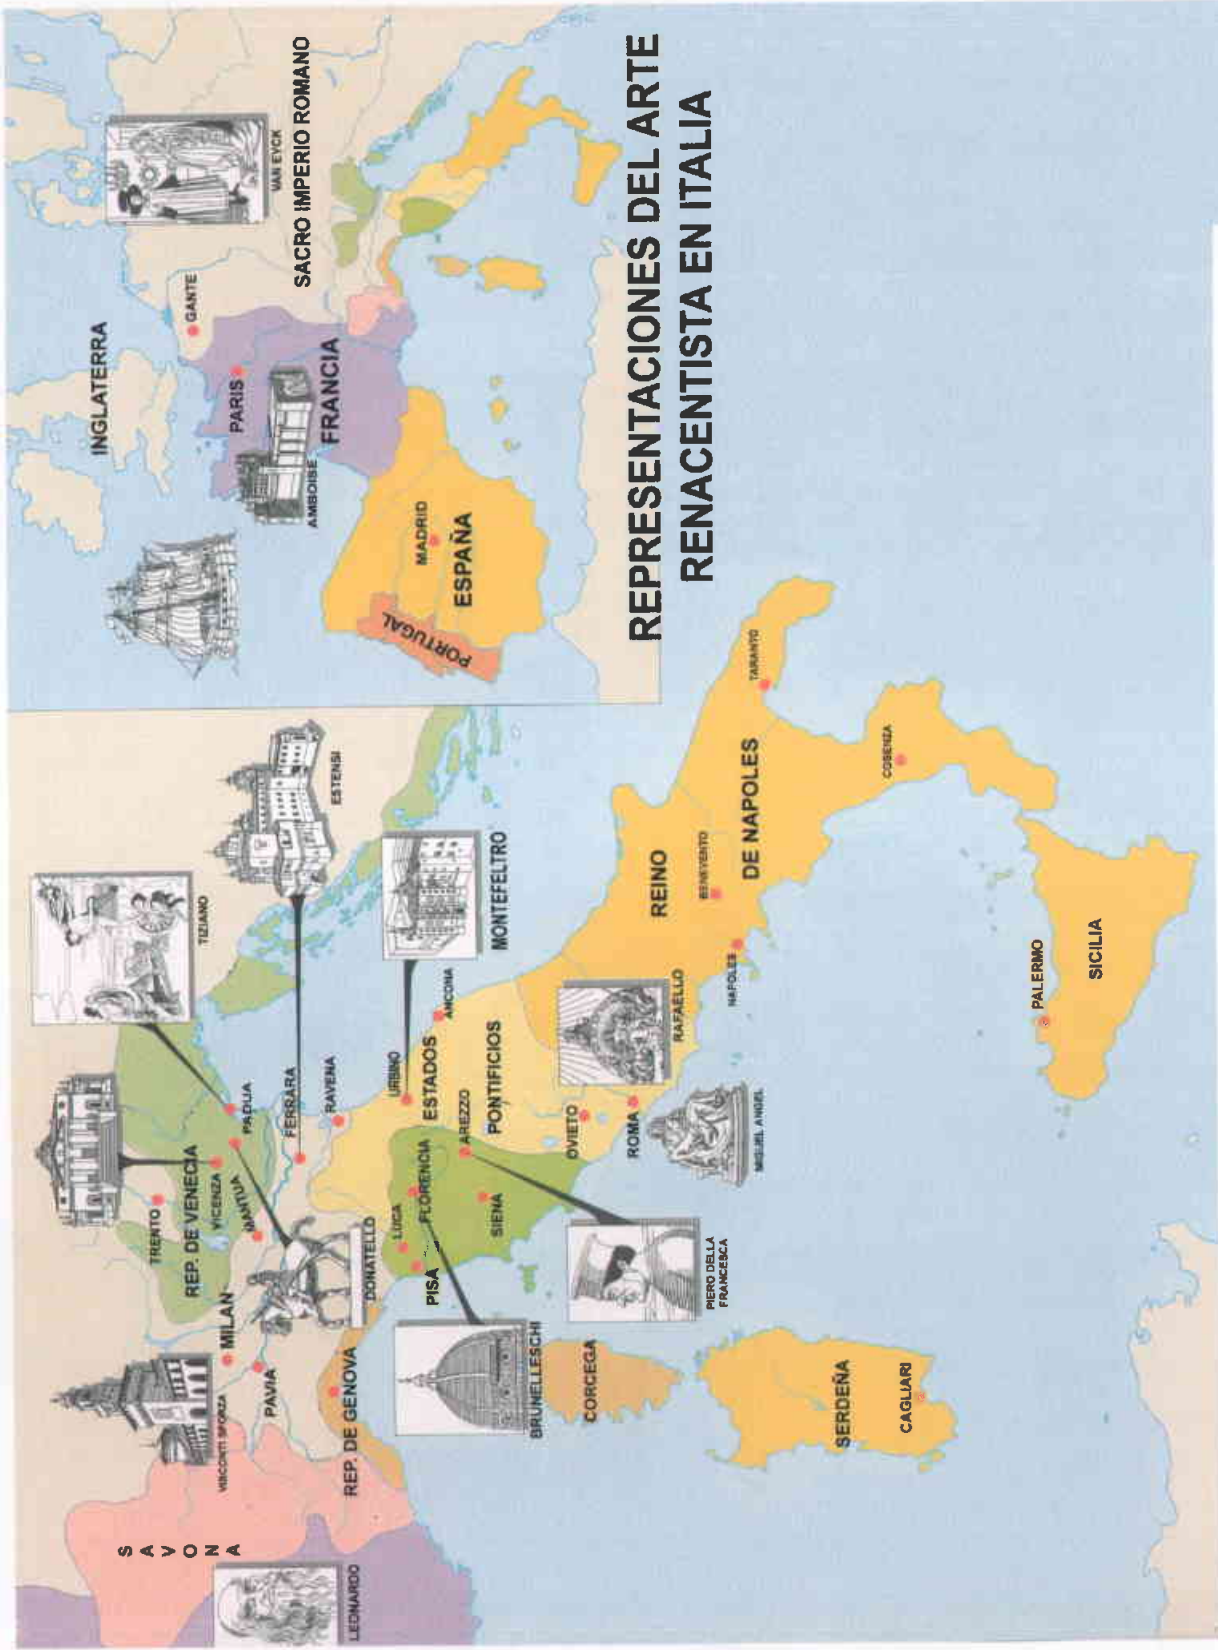 REPRESENTACIONES DEL ARTE
RENACENTISTA EN ITALIA
INGLATERRA
GANTE
VAN EYCK
SACRO IMPERIO ROMANO
PARIS
AMBOISE
FRANCIA
MADRID
ESPAÑA
PORTUGAL
TIZIANO
ESTENSI
MONTEFELTRO
TRENTO
REP. DE VENECIA
VICENZA
PADUA
MANTUA
FERRARA
RAVENA
VISCONTI SFORZA
MILAN
PAVIA
SAVONA
LEONARDO
REP. DE GENOVA
DONATELLO
LUCA
PISA
FLORENCIA
URBINO
ANCONA
ESTADOS
PONTIFICIOS
AREZZO
SIENA
BRUNELLESCHI
OVIETO
ROMA
RAFAELLO
MIGUEL ANGEL
PIERO DELLA
FRANCESCA
CORCEGA
SERDEÑA
CAGLIARI
REINO
DE NAPOLES
BENEVENTO
NAPOLES
TARANTO
COSENZA
PALERMO
SICILIA